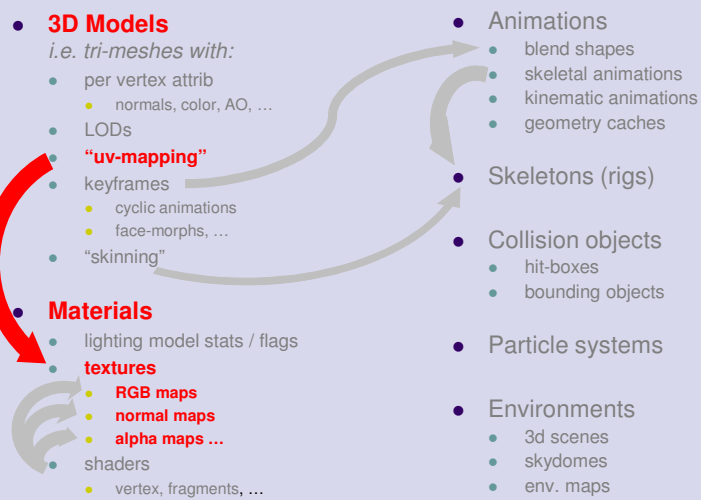 3D Models
i.e. tri-meshes with:
per vertex attrib
normals, color, AO, …
LODs
“uv-mapping”
keyframes
cyclic animations
face-morphs, …
“skinning”
Materials
lighting model stats / flags
textures
RGB maps
normal maps
alpha maps …
shaders
vertex, fragments, …
Animations
blend shapes
skeletal animations
kinematic animations
geometry caches
Skeletons (rigs)
Collision objects
hit-boxes
bounding objects
Particle systems
Environments
3d scenes
skydomes
env. maps